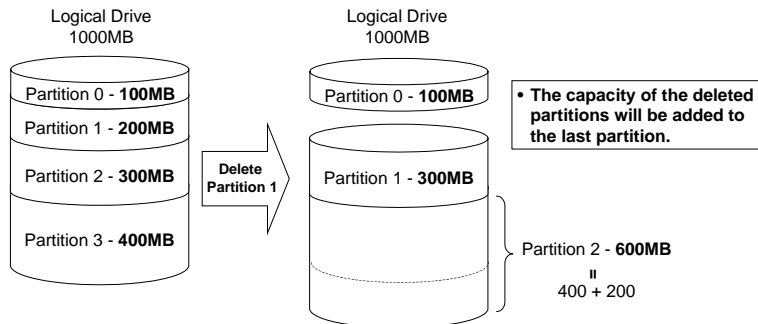 Logical Drive
1000MB
Partition 0 - 100MB
Partition 1 - 200MB
Partition 2 - 300MB
Partition 3 - 400MB
Delete
Partition 1
Logical Drive
1000MB
Partition 0 - 100MB
Partition 1 - 300MB
Partition 2 - 600MB
=
400 + 200
• The capacity of the deleted
partitions will be added to
the last partition.